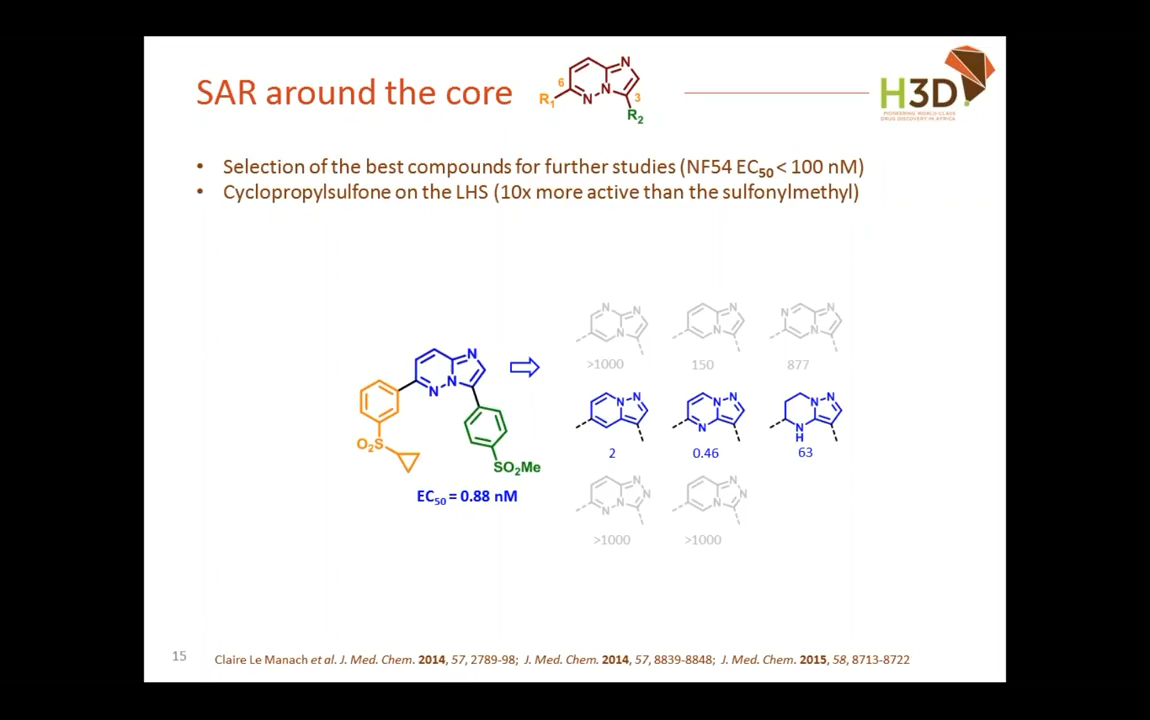 SAR around the core
6
N
N
N
R1
3
R2
H3D
PIONEERING WORLD-CLASS
DRUG DISCOVERY IN AFRICA
• Selection of the best compounds for further studies (NF54 EC50 < 100 nM)
• Cyclopropylsulfone on the LHS (10x more active than the sulfonylmethyl)
N N N
N N
N N N
>1000 150 877
N
N
N
O2S
SO2Me
EC50 = 0.88 nM
N N
N N
N
N N
N
H
2 0.46 63
N
N
N
N
N
N
N
>1000 >1000
15
Claire Le Manach et al. J. Med. Chem. 2014, 57, 2789-98; J. Med. Chem. 2014, 57, 8839-8848; J. Med. Chem. 2015, 58, 8713-8722